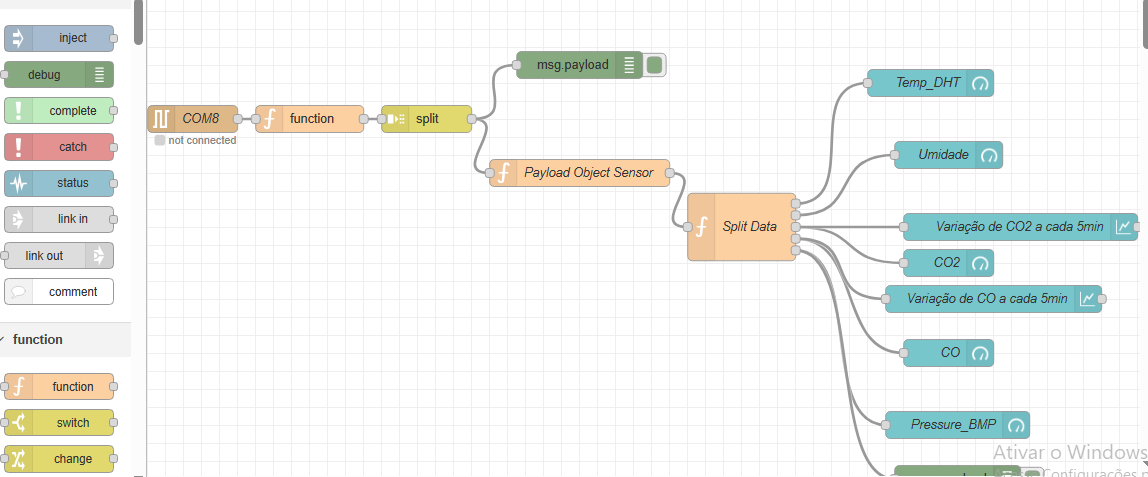 inject
debug
complete
catch
status
link in
link out
comment
function
function
switch
change
COM8
not connected
function
split
msg.payload
Payload Object Sensor
Split Data
Temp_DHT
Umidade
Variação de CO2 a cada 5min
CO2
Variação de CO a cada 5min
CO
Pressure_BMP
Ativar o Windows
Configurações